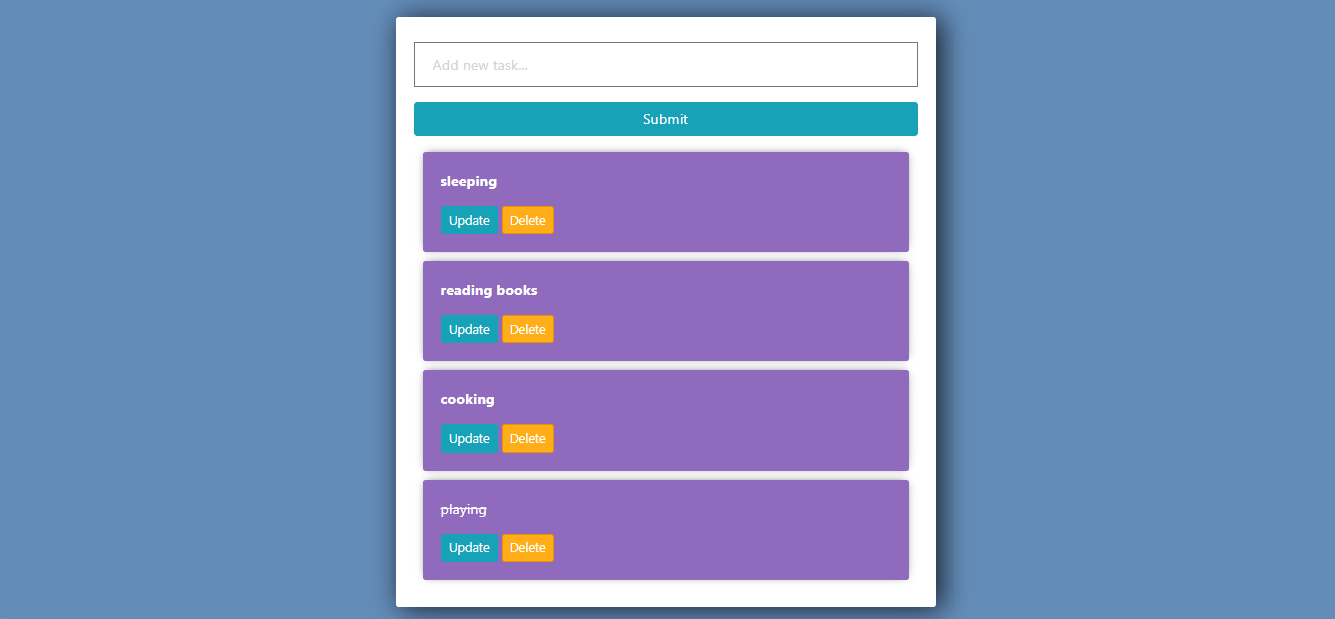 Add new task...
Submit
sleeping
Update Delete
reading books
Update Delete
cooking
Update Delete
playing
Update Delete